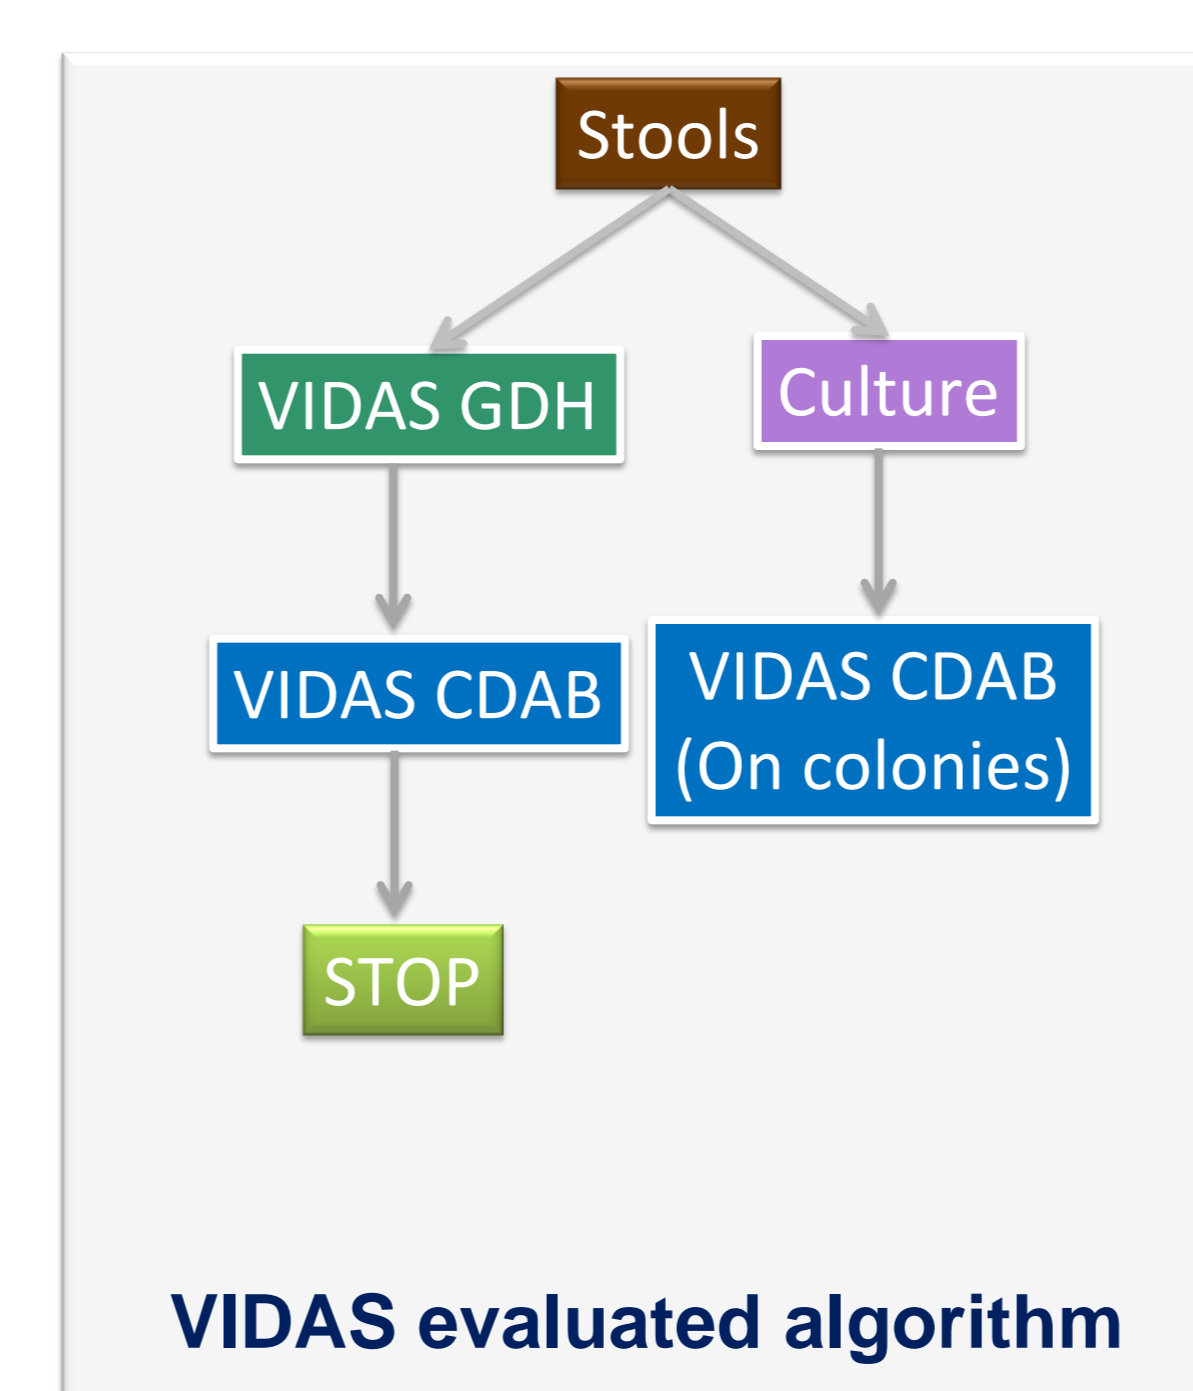 Stools
VIDAS GDH
Culture
VIDAS CDAB
VIDAS CDAB
(On colonies)
STOP
VIDAS evaluated algorithm